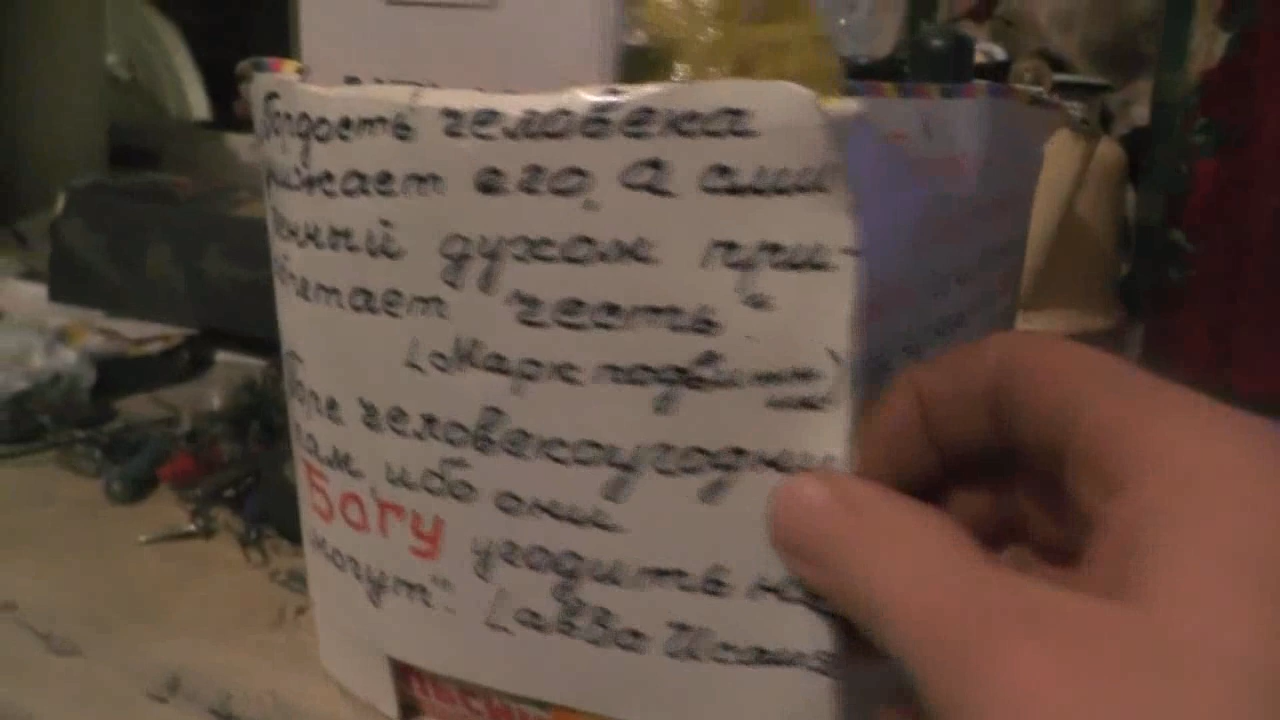 Гордость человека
унижает его, а сми
ренный духом при-
обретает честь"
(Марк подвижн.)
Горе человекоугодни
кам, ибо они
Богу угодить не
могут". (авва Исаия